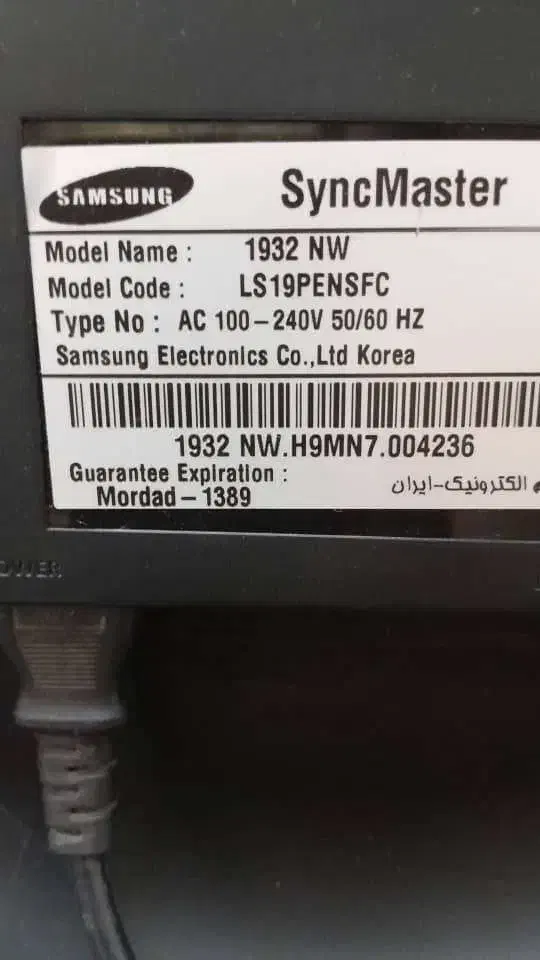 SAMSUNG
SyncMaster
Model Name : 1932 NW
Model Code : LS19PENSFC
Type No : AC 100-240V 50/60 HZ
Samsung Electronics Co.,Ltd Korea
1932 NW.H9MN7.004236
Guarantee Expiration :
Mordad-1389
الکترونیک-ایران